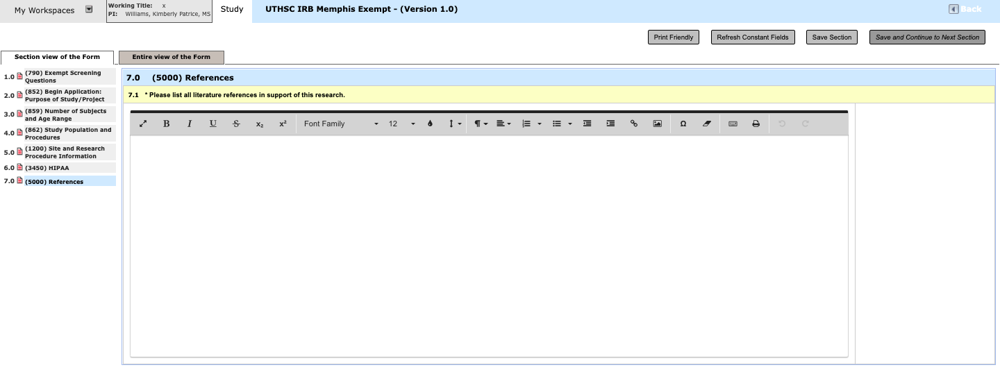 My Workspaces
Working Title: x
PI: Williams, Kimberly Patrice, MS
Study
UTHSC IRB Memphis Exempt - (Version 1.0)
Back
Print Friendly
Refresh Constant Fields
Save Section
Save and Continue to Next Section
Section view of the Form
Entire view of the Form
1.0 (790) Exempt Screening
Questions
2.0 (852) Begin Application:
Purpose of Study/Project
3.0 (859) Number of Subjects
and Age Range
4.0 (862) Study Population and
Procedures
5.0 (1200) Site and Research
Procedure Information
6.0 (3450) HIPAA
7.0 (5000) References
7.0 (5000) References
7.1 * Please list all literature references in support of this research.
B I U S x₂ x² Font Family 12 ¶ Ω